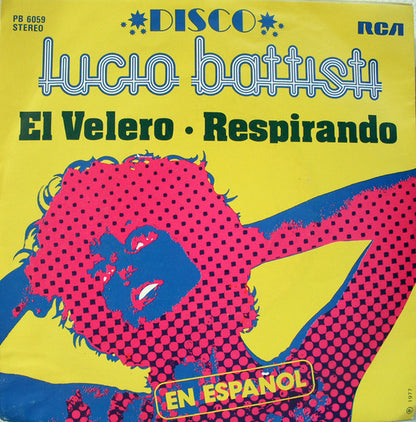 PB 6059
STEREO
DISCO
RCA
lucio battisti
El Velero • Respirando
EN ESPAÑOL
℗ 1977